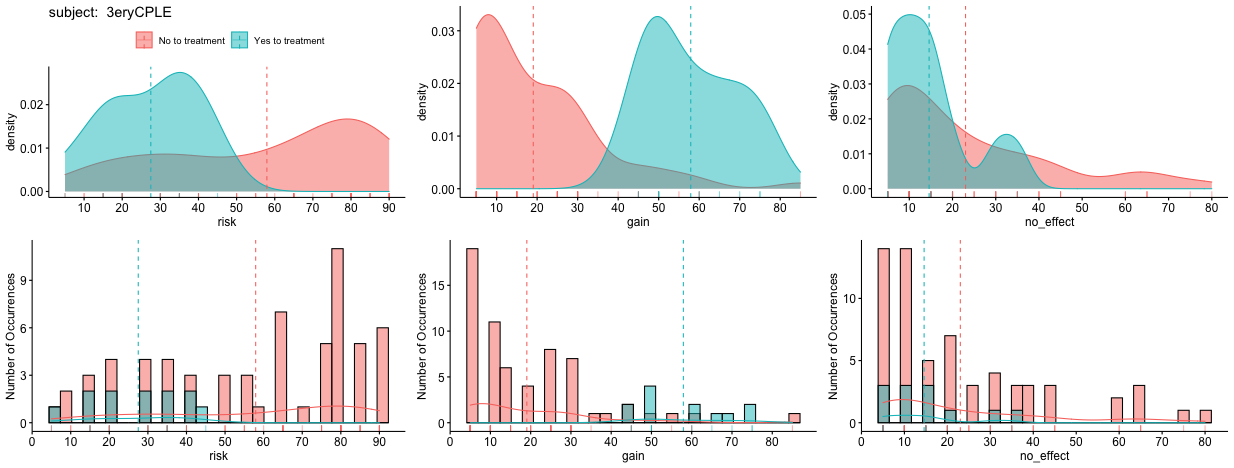 subject: 3eryCPLE
No to treatment
Yes to treatment
density
0.02
0.01
0.00
10 20 30 40 50 60 70 80 90
risk
density
0.03
0.02
0.01
0.00
10 20 30 40 50 60 70 80
gain
density
0.05
0.04
0.03
0.02
0.01
0.00
10 20 30 40 50 60 70 80
no_effect
Number of Occurrences
9
6
3
0
0 10 20 30 40 50 60 70 80 90
risk
Number of Occurrences
15
10
5
0
0 10 20 30 40 50 60 70 80
gain
Number of Occurrences
10
5
0
0 10 20 30 40 50 60 70 80
no_effect